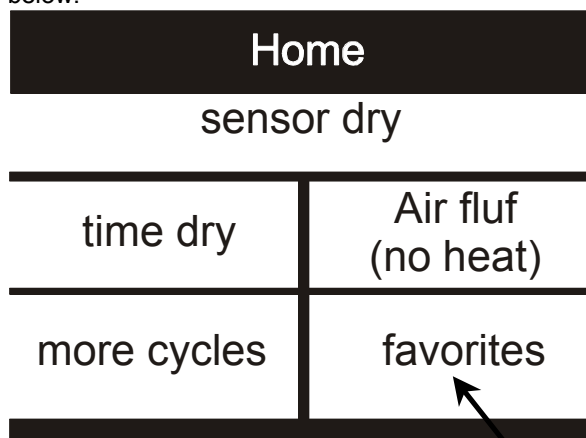 below:
Home
sensor dry
time dry
Air fluf
(no heat)
more cycles
favorites